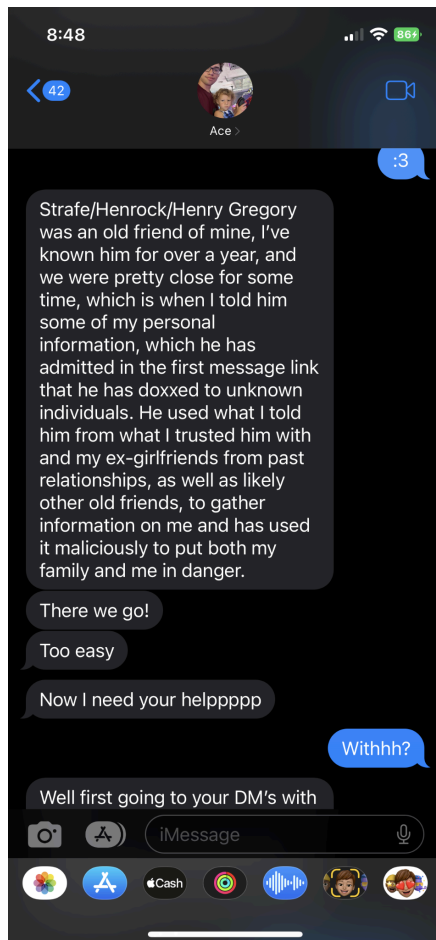 8:48
86
42
Ace
:3
Strafe/Henrock/Henry Gregory
was an old friend of mine, I've
known him for over a year, and
we were pretty close for some
time, which is when I told him
some of my personal
information, which he has
admitted in the first message link
that he has doxxed to unknown
individuals. He used what I told
him from what I trusted him with
and my ex-girlfriends from past
relationships, as well as likely
other old friends, to gather
information on me and has used
it maliciously to put both my
family and me in danger.
There we go!
Too easy
Now I need your helppppp
Withhh?
Well first going to your DM's with
iMessage
Cash